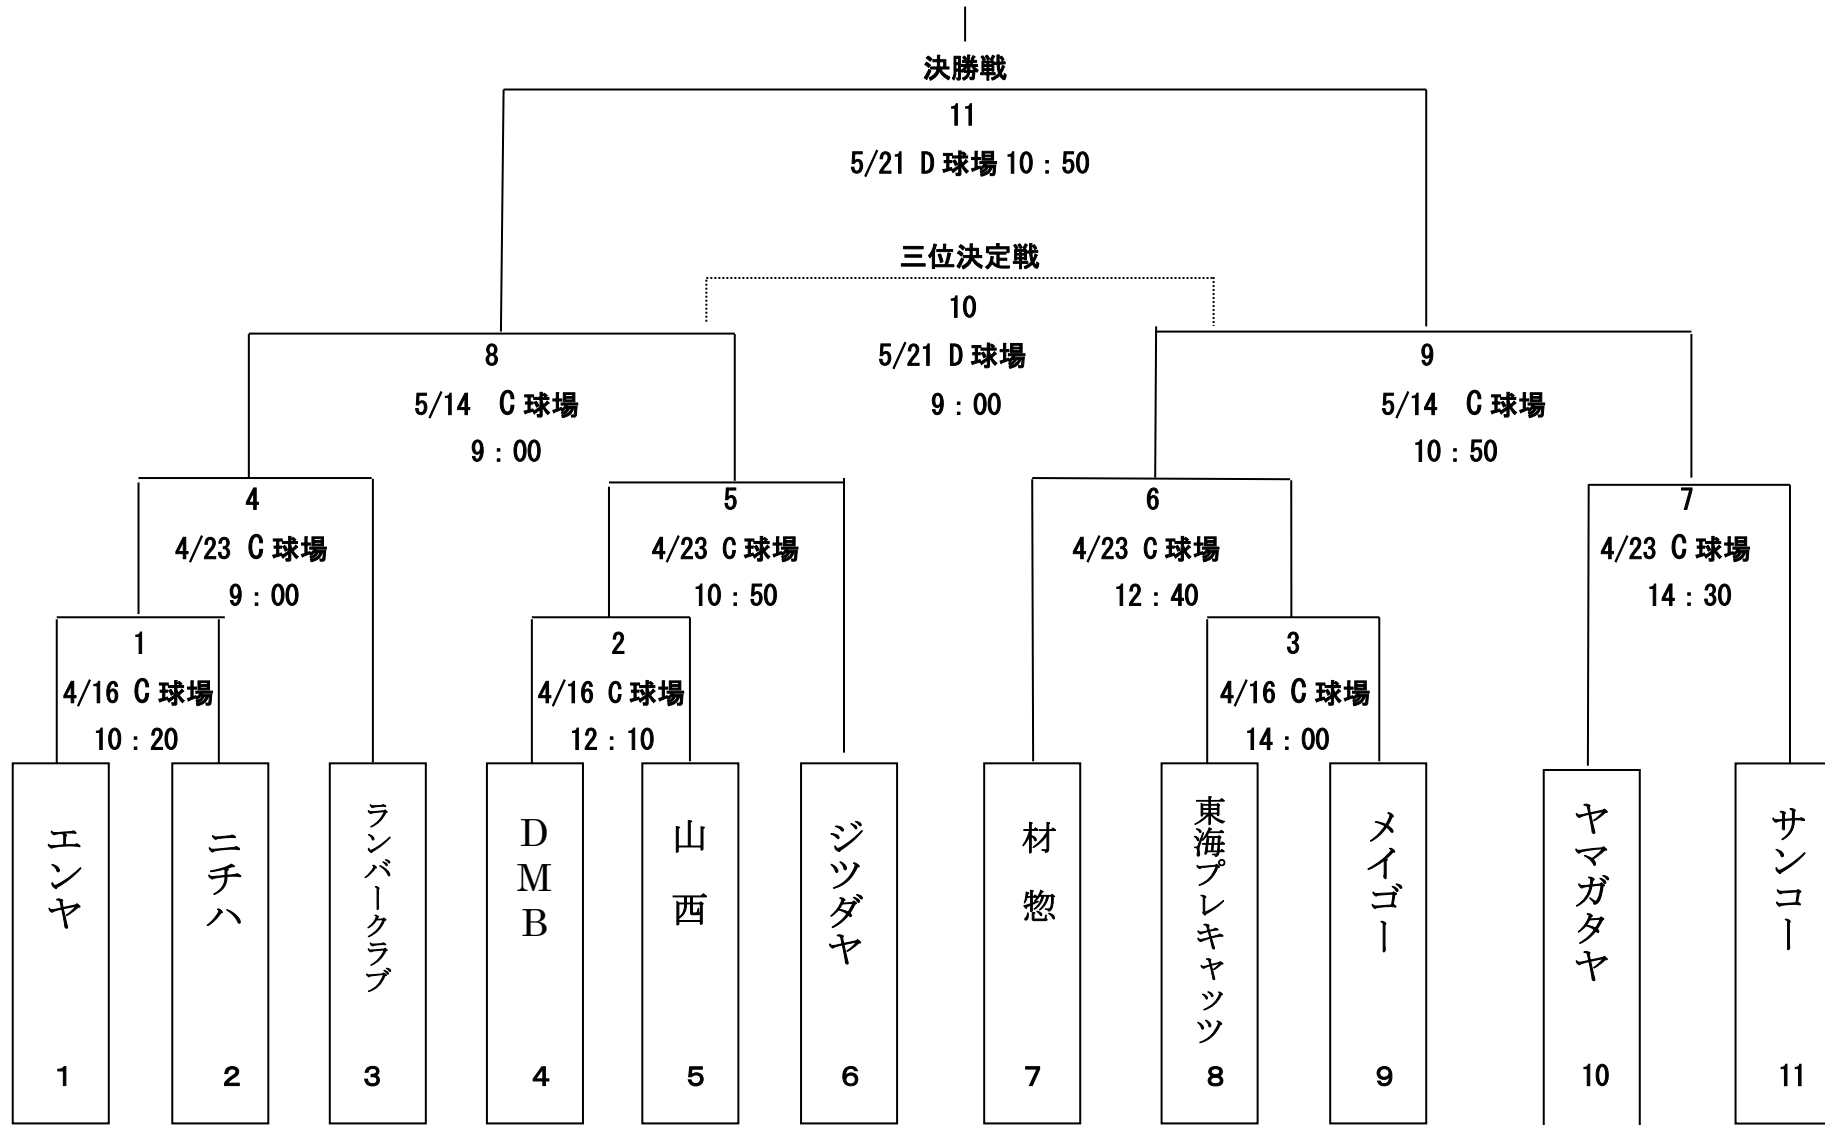 決勝戦
11
5/21 D球場 10：50
三位決定戦
10
5/21 D球場
9：00
8
5/14　C球場
9：00
9
5/14　C球場
10：50
4
4/23 C球場
9：00
5
4/23 C球場
10：50
6
4/23 C球場
12：40
7
4/23 C球場
14：30
1
4/16 C球場
10：20
2
4/16 C球場
12：10
3
4/16 C球場
14：00
エンヤ
1
ニチハ
2
ランバークラブ
3
DMB
4
山西
5
ジツダヤ
6
材惣
7
東海プレキャッツ
8
メイゴー
9
ヤマガタヤ
10
サンコー
11